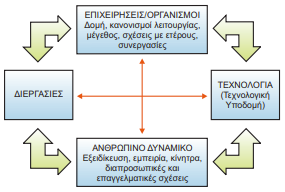 ΕΠΙΧΕΙΡΗΣΕΙΣ/ΟΡΓΑΝΙΣΜΟΙ
Δομή, κανονισμοί λειτουργίας,
μέγεθος, σχέσεις με ετέρους,
συνεργασίες
ΔΙΕΡΓΑΣΙΕΣ
ΤΕΧΝΟΛΟΓΙΑ
(Τεχνολογική
Υποδομή)
ΑΝΘΡΩΠΙΝΟ ΔΥΝΑΜΙΚΟ
Εξειδίκευση, εμπειρία, κίνητρα,
διαπροσωπικές και
επαγγελματικές σχέσεις